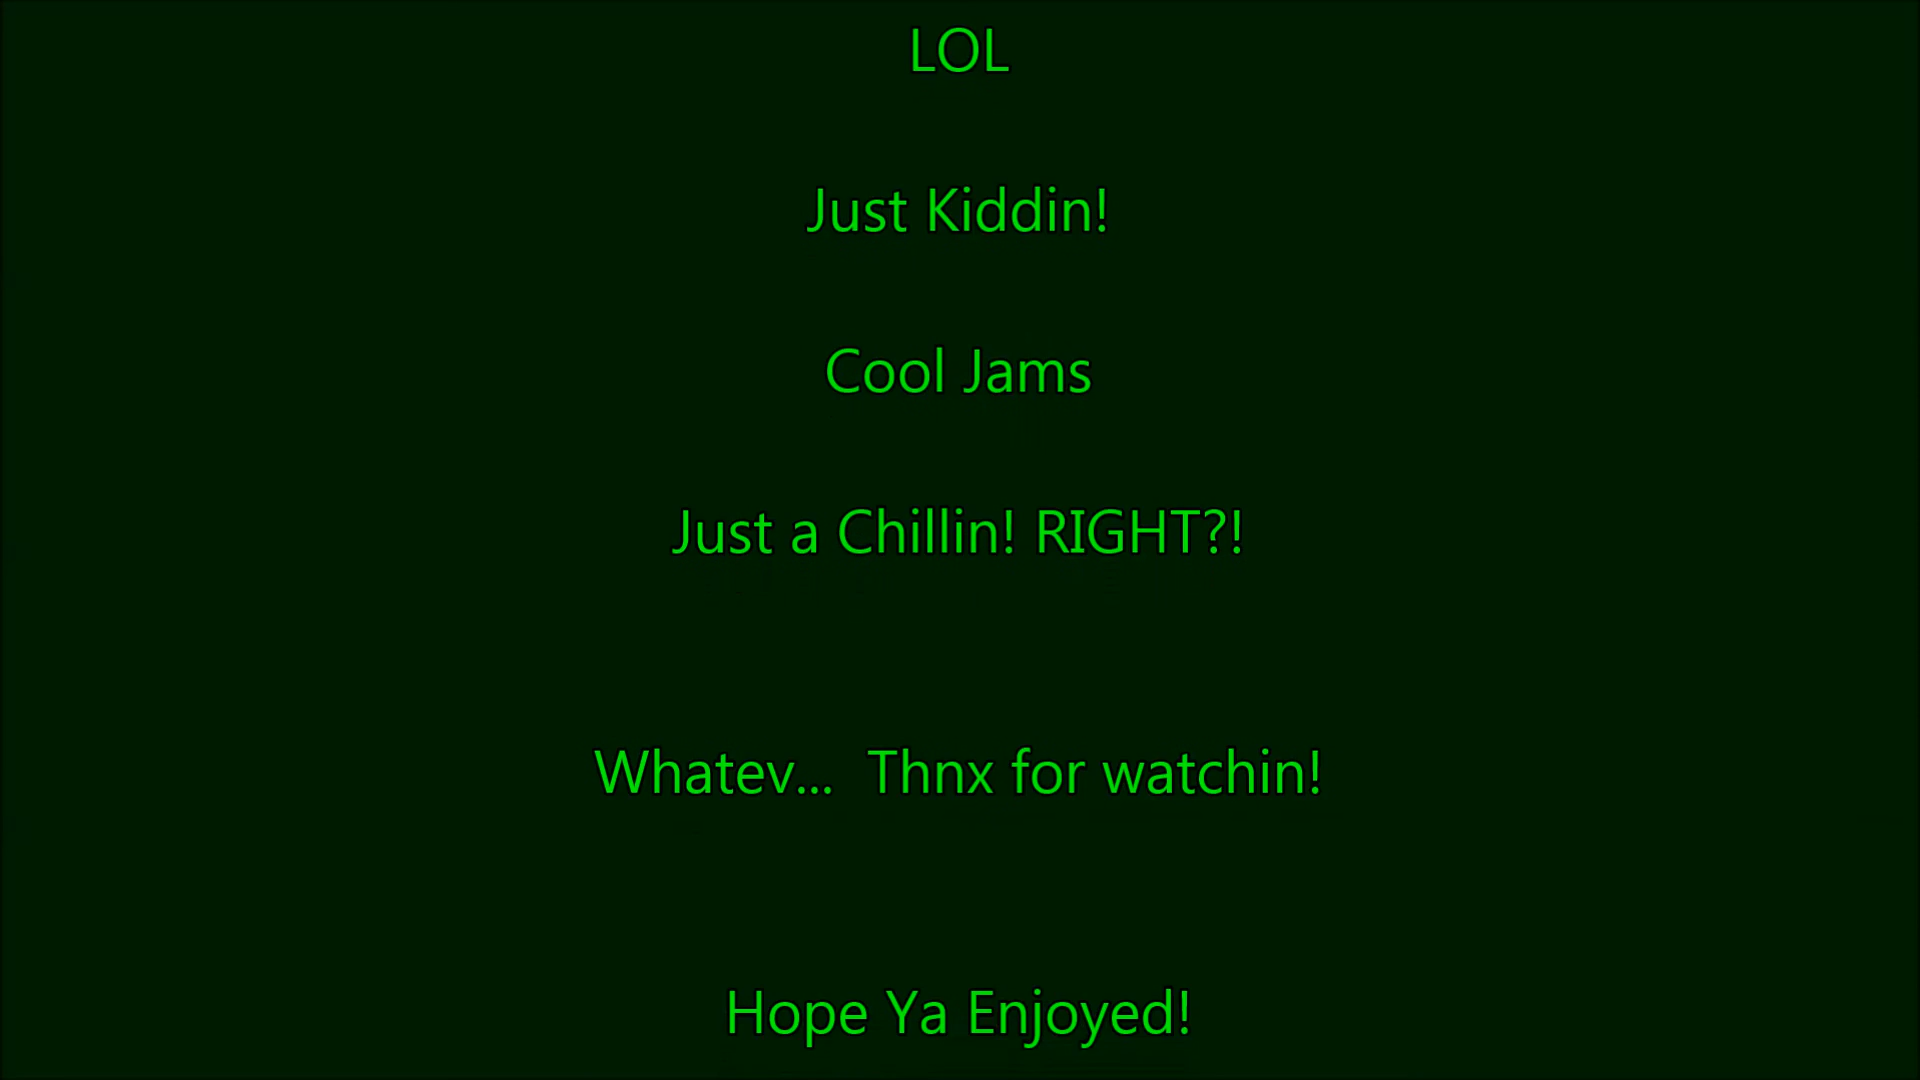 LOL
Just Kiddin!
Cool Jams
Just a Chillin! RIGHT?!
Whatev...  Thnx for watchin!
Hope Ya Enjoyed!